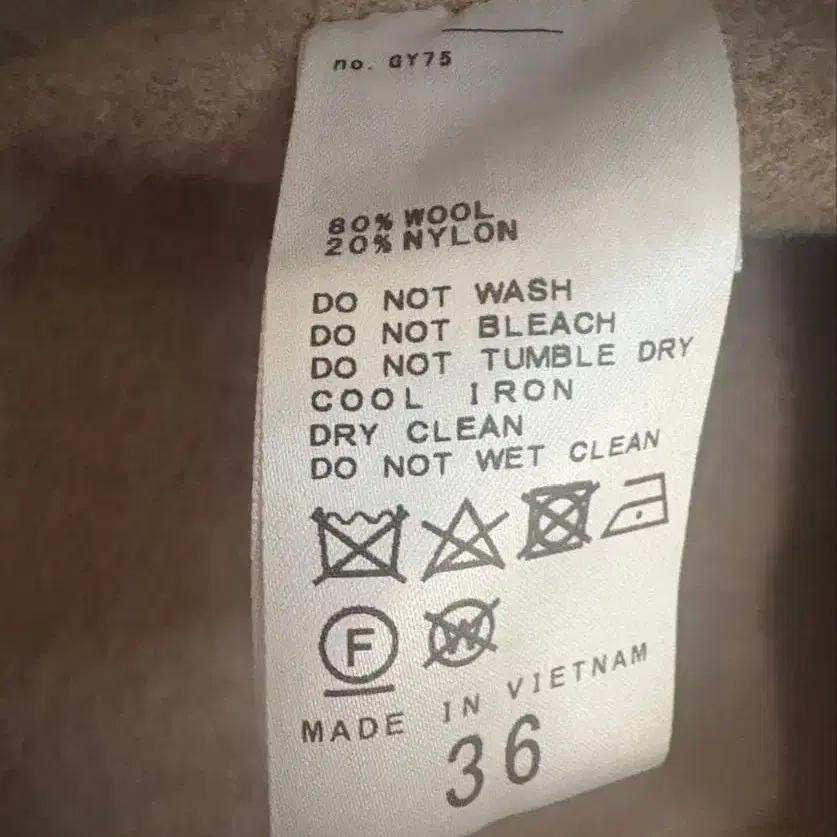 no. GY75
80% WOOL
20% NYLON
DO NOT WASH
DO NOT BLEACH
DO NOT TUMBLE DRY
COOL IRON
DRY CLEAN
DO NOT WET CLEAN
F W
MADE IN VIETNAM
36